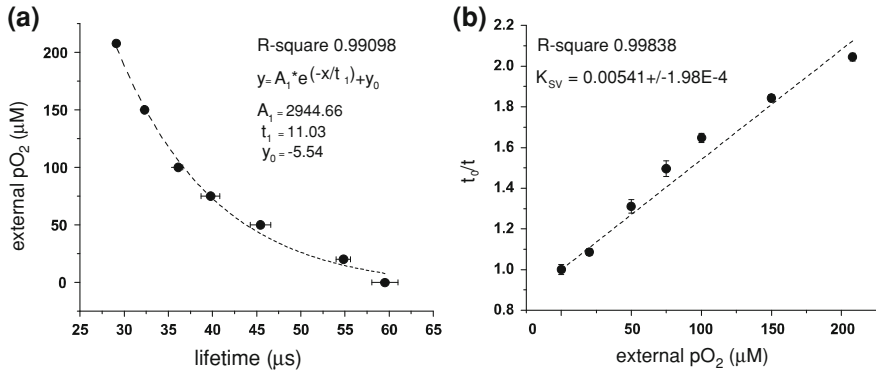 (a)
R-square 0.99098
y=A₁*e^(-x/t₁)+y₀
A₁=2944.66
t₁=11.03
y₀=-5.54
external pO₂ (μM)
200
150
100
50
0
25 30 35 40 45 50 55 60 65
lifetime (μs)
(b)
R-square 0.99838
K_SV = 0.00541+/-1.98E-4
t₀/t
2.2
2.0
1.8
1.6
1.4
1.2
1.0
0.8
0 50 100 150 200
external pO₂ (μM)